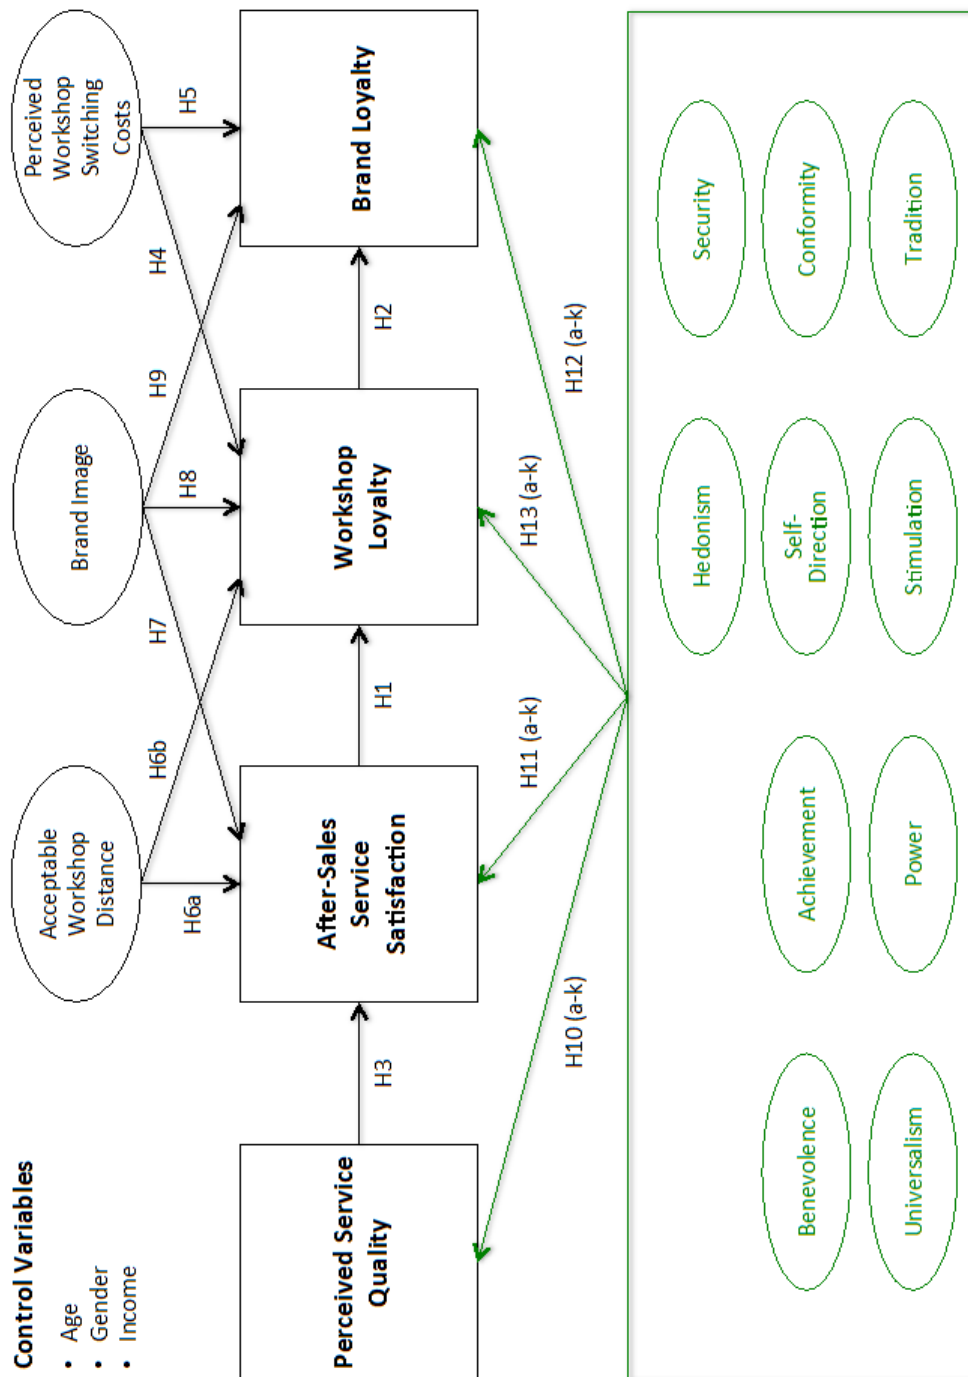 Control Variables
• Age
• Gender
• Income
Acceptable
Workshop
Distance
Brand Image
Perceived
Workshop
Switching
Costs
H6a
H6b
H7
H8
H9
H4
H5
Perceived Service
Quality
H3
After-Sales
Service
Satisfaction
H1
Workshop
Loyalty
H2
Brand Loyalty
H10 (a-k)
H11 (a-k)
H13 (a-k)
H12 (a-k)
Benevolence
Universalism
Achievement
Power
Hedonism
Self-
Direction
Stimulation
Security
Conformity
Tradition